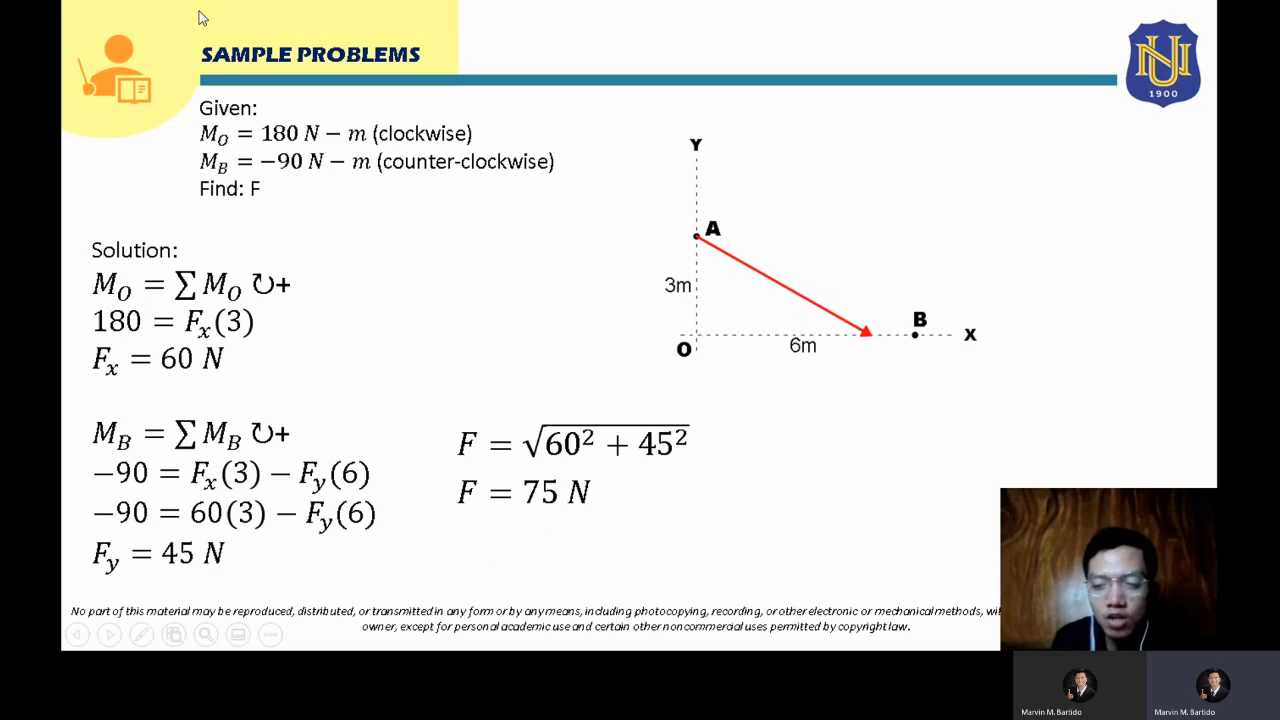 SAMPLE PROBLEMS
NU
1900
Given:
M_O = 180 N − m (clockwise)
M_B = −90 N − m (counter-clockwise)
Find: F
Solution:
M_O = ∑ M_O ↻+
180 = F_x(3)
F_x = 60 N
M_B = ∑ M_B ↻+
−90 = F_x(3) − F_y(6)
−90 = 60(3) − F_y(6)
F_y = 45 N
F = √60² + 45²
F = 75 N
Y
A
3m
B
X
O
6m
No part of this material may be reproduced, distributed, or transmitted in any form or by any means, including photocopying, recording, or other electronic or mechanical methods,
owner, except for personal academic use and certain other noncommercial uses permitted by copyright law.
Marvin M. Bartido
Marvin M. Bartido